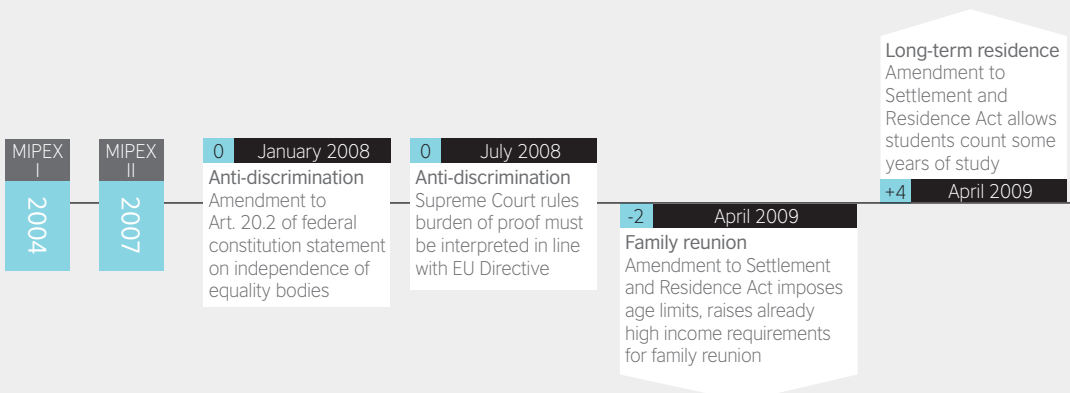 MIPEX
I
2004
MIPEX
II
2007
0 January 2008
Anti-discrimination
Amendment to
Art. 20.2 of federal
constitution statement
on independence of
equality bodies
0 July 2008
Anti-discrimination
Supreme Court rules
burden of proof must
be interpreted in line
with EU Directive
-2 April 2009
Family reunion
Amendment to Settlement
and Residence Act imposes
age limits, raises already
high income requirements
for family reunion
Long-term residence
Amendment to
Settlement and
Residence Act allows
students count some
years of study
+4 April 2009